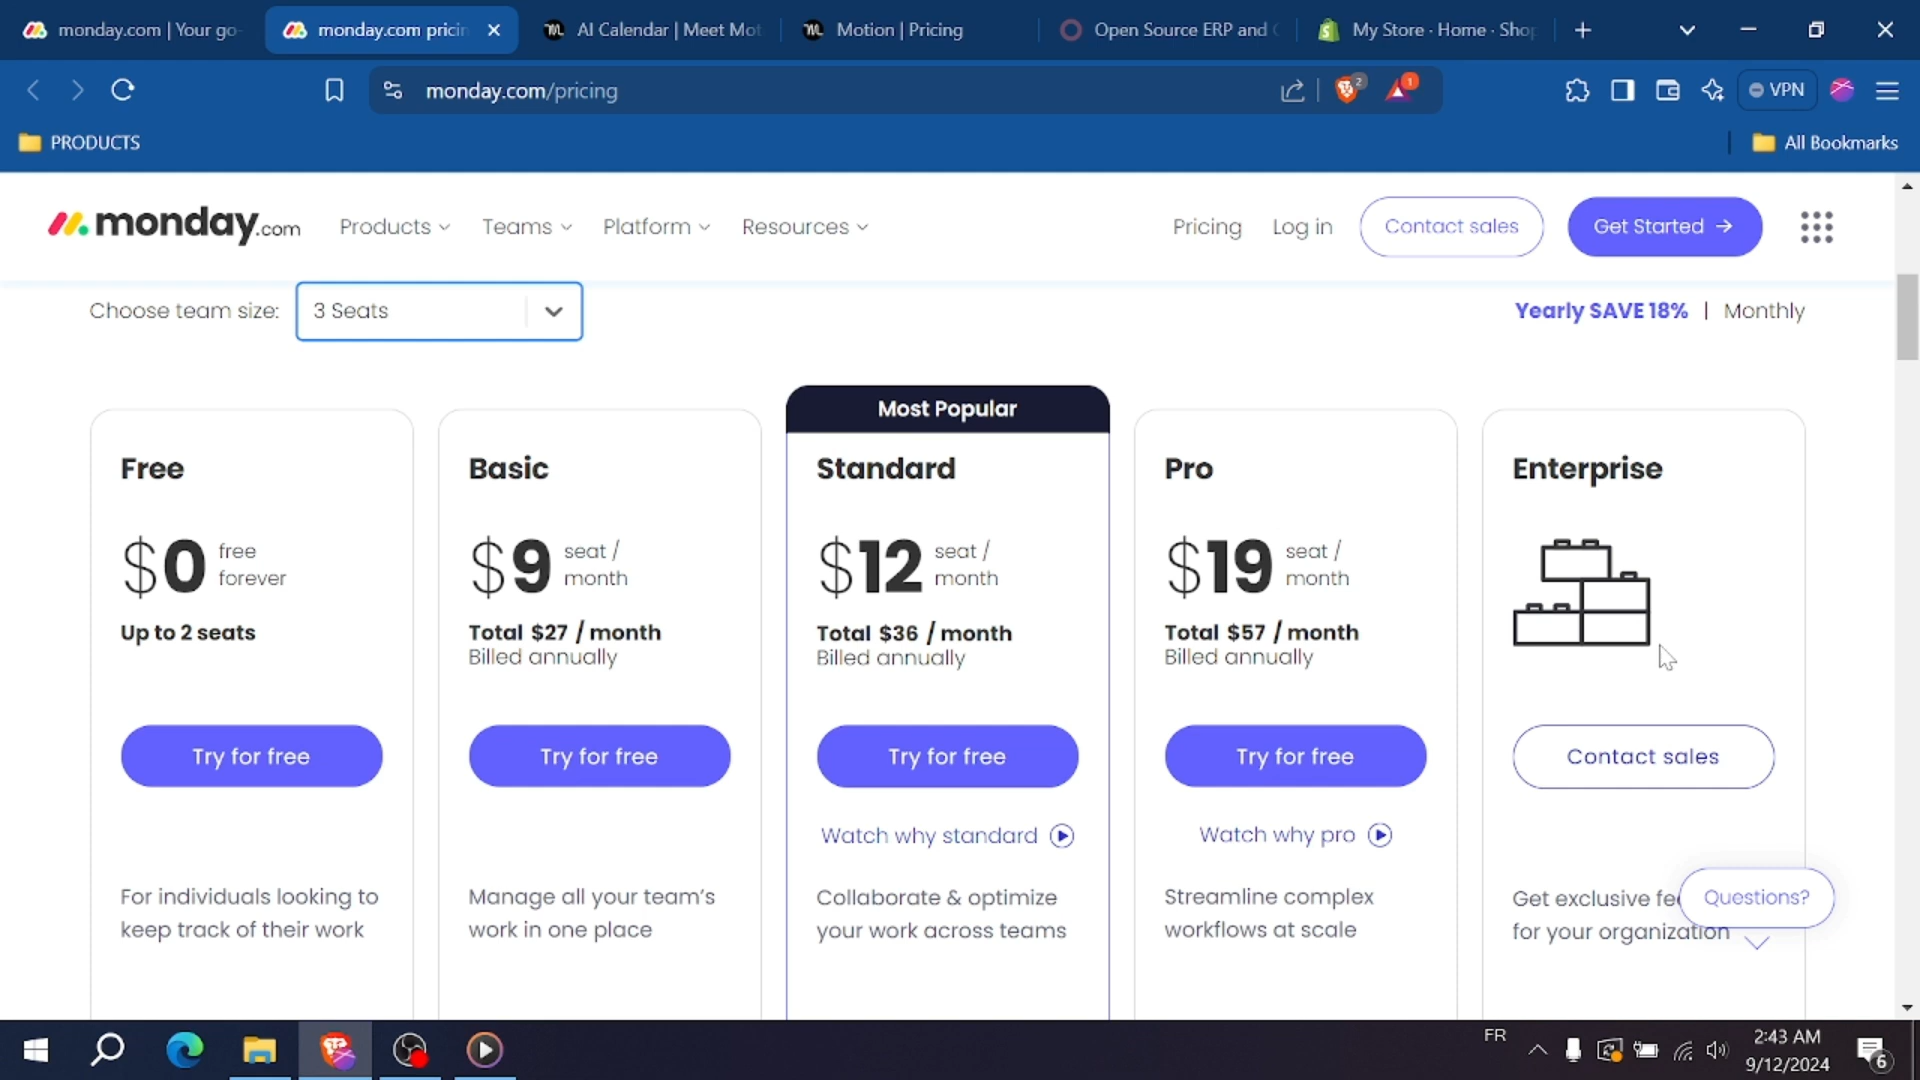 monday.com | Your go-
monday.com pricin
AI Calendar | Meet Mot
Motion | Pricing
Open Source ERP and
My Store · Home · Shop
monday.com/pricing
2
1
VPN
PRODUCTS
All Bookmarks
monday.com
Products
Teams
Platform
Resources
Pricing
Log in
Contact sales
Get Started
Choose team size:
3 Seats
Yearly SAVE 18% | Monthly
Most Popular
Free
$0 free
forever
Up to 2 seats
Try for free
For individuals looking to
keep track of their work
Basic
$9 seat /
month
Total $27 / month
Billed annually
Try for free
Manage all your team's
work in one place
Standard
$12 seat /
month
Total $36 / month
Billed annually
Try for free
Watch why standard
Collaborate & optimize
your work across teams
Pro
$19 seat /
month
Total $57 / month
Billed annually
Try for free
Watch why pro
Streamline complex
workflows at scale
Enterprise
Contact sales
Get exclusive fe
for your organization
Questions?
FR
2:43 AM
9/12/2024
6